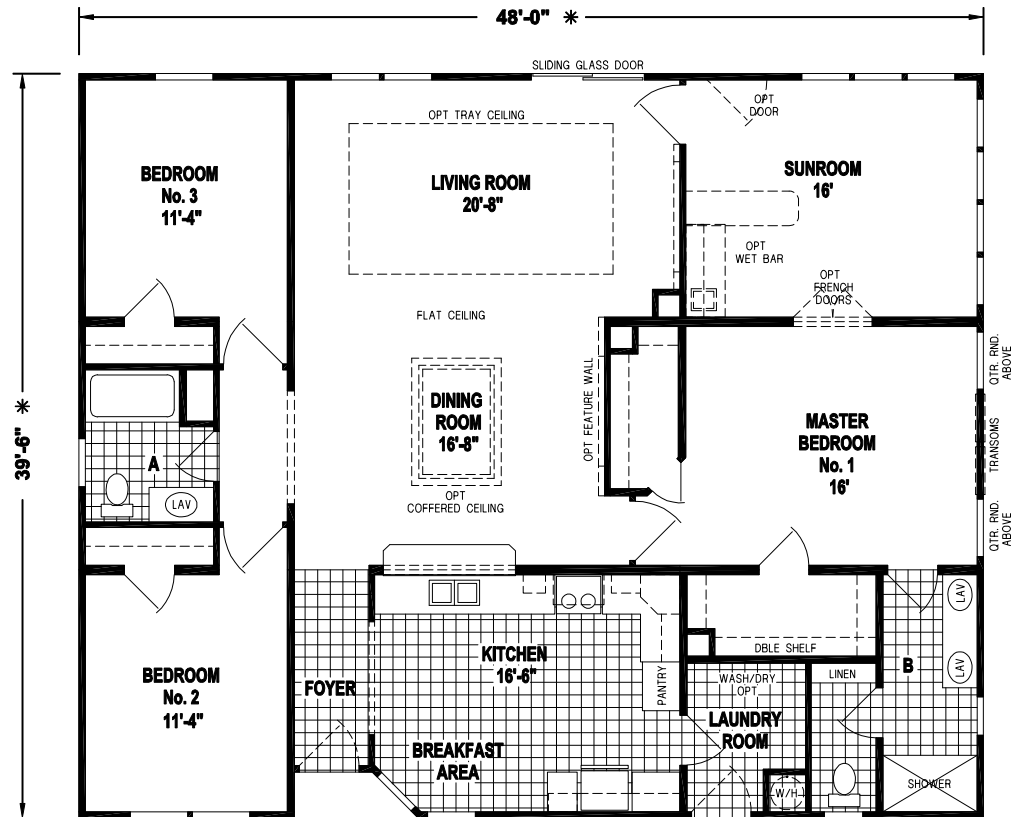 48'-0" *
SLIDING GLASS DOOR
OPT TRAY CEILING
OPT
DOOR
BEDROOM
No. 3
11'-4"
LIVING ROOM
20'-8"
SUNROOM
16'
OPT
WET BAR
OPT
FRENCH
DOORS
FLAT CEILING
39'-6" *
QTR. RND.
ABOVE
OPT FEATURE WALL
DINING
ROOM
16'-8"
MASTER
BEDROOM
No. 1
16'
TRANSOMS
A
LAV
OPT
COFFERED CEILING
QTR. RND.
ABOVE
LAV
LAV
KITCHEN
16'-6"
DBLE SHELF
B
BEDROOM
No. 2
11'-4"
FOYER
PANTRY
WASH/DRY
OPT
LINEN
LAUNDRY
ROOM
BREAKFAST
AREA
W/H
SHOWER